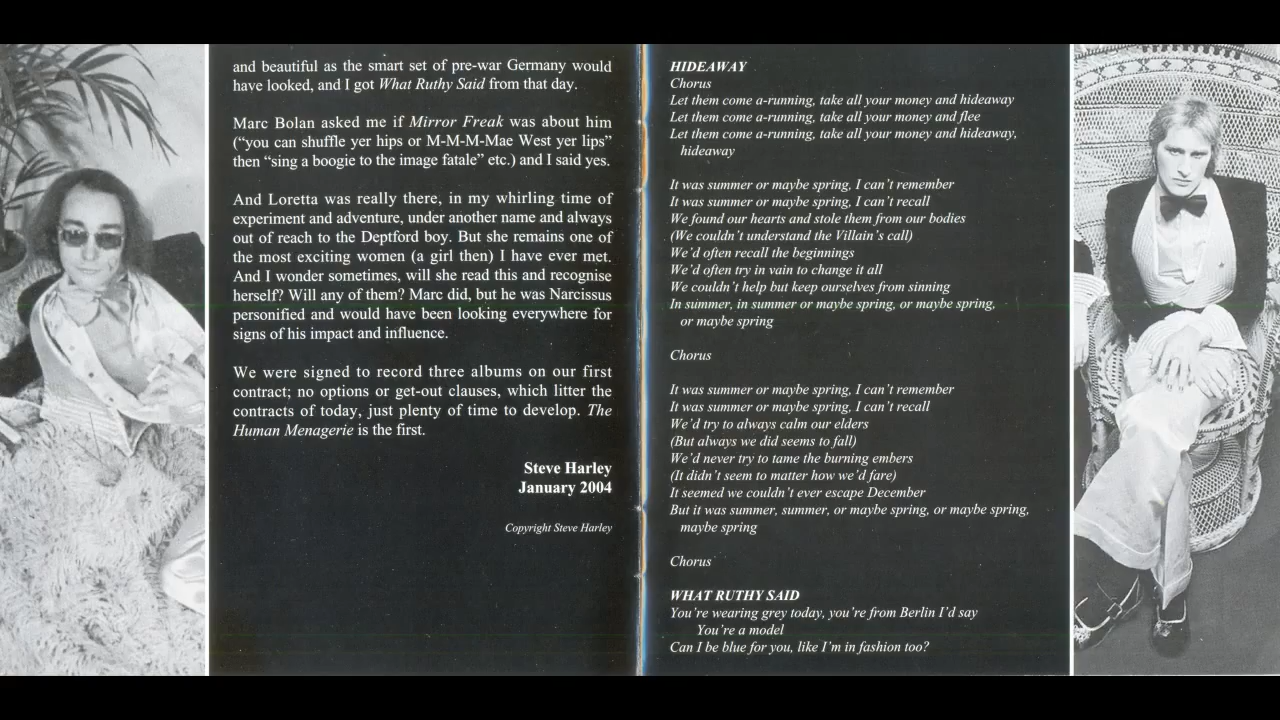 and beautiful as the smart set of pre-war Germany would
have looked, and I got What Ruthy Said from that day.
Marc Bolan asked me if Mirror Freak was about him
(“you can shuffle yer hips or M-M-M-Mae West yer lips”
then “sing a boogie to the image fatale” etc.) and I said yes.
And Loretta was really there, in my whirling time of
experiment and adventure, under another name and always
out of reach to the Deptford boy. But she remains one of
the most exciting women (a girl then) I have ever met.
And I wonder sometimes, will she read this and recognise
herself? Will any of them? Marc did, but he was Narcissus
personified and would have been looking everywhere for
signs of his impact and influence.
We were signed to record three albums on our first
contract; no options or get-out clauses, which litter the
contracts of today, just plenty of time to develop. The
Human Menagerie is the first.
Steve Harley
January 2004
Copyright Steve Harley
HIDEAWAY
Chorus
Let them come a-running, take all your money and hideaway
Let them come a-running, take all your money and flee
Let them come a-running, take all your money and hideaway,
hideaway
It was summer or maybe spring, I can’t remember
It was summer or maybe spring, I can’t recall
We found our hearts and stole them from our bodies
(We couldn’t understand the Villain’s call)
We’d often recall the beginnings
We’d often try in vain to change it all
We couldn’t help but keep ourselves from sinning
In summer, in summer or maybe spring, or maybe spring,
or maybe spring
Chorus
It was summer or maybe spring, I can’t remember
It was summer or maybe spring, I can’t recall
We’d try to always calm our elders
(But always we did seems to fall)
We’d never try to tame the burning embers
(It didn’t seem to matter how we’d fare)
It seemed we couldn’t ever escape December
But it was summer, summer, or maybe spring, or maybe spring,
maybe spring
Chorus
WHAT RUTHY SAID
You’re wearing grey today, you’re from Berlin I’d say
You’re a model
Can I be blue for you, like I’m in fashion too?